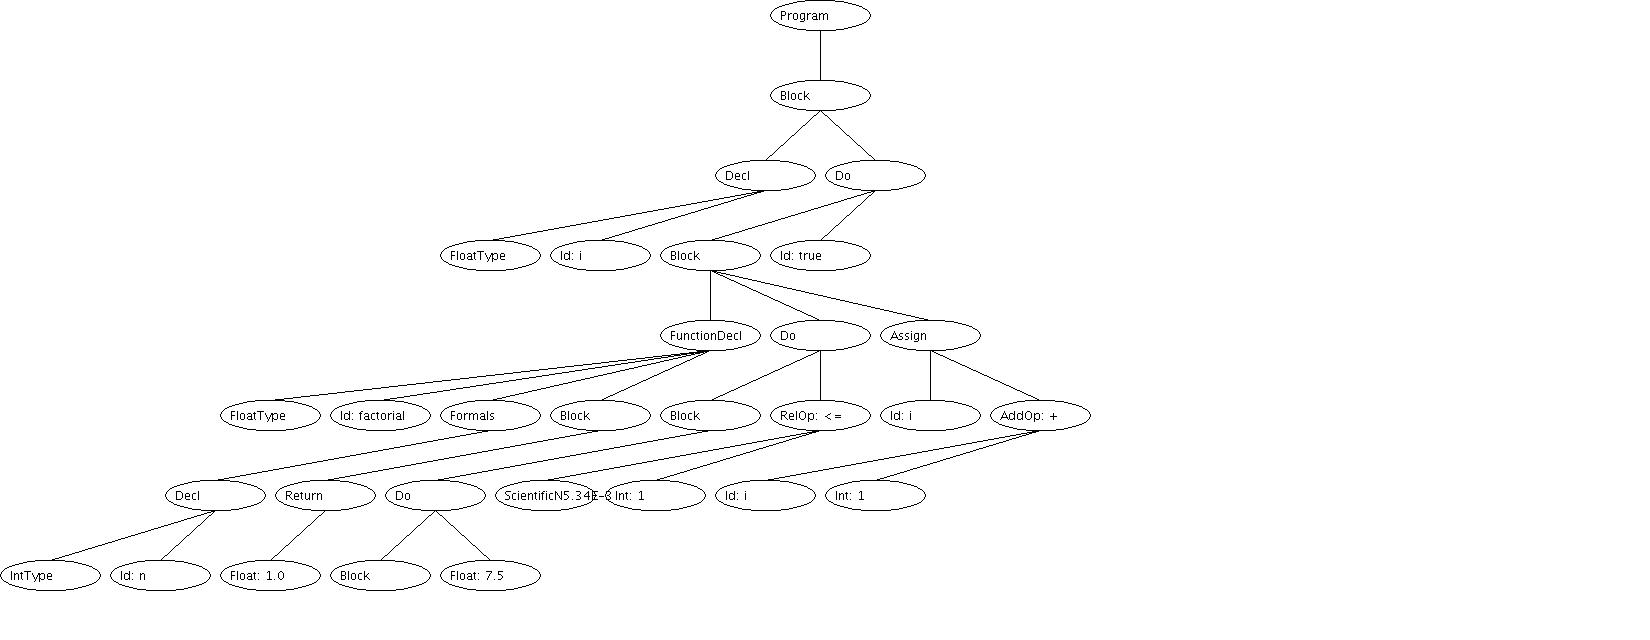 Program
Block
Decl Do
FloatType Id: i Block Id: true
FunctionDecl Do Assign
FloatType Id: factorial Formals Block Block RelOp: <= Id: i AddOp: +
Decl Return Do ScientificN5.34E-3 Int: 1 Id: i Int: 1
IntType Id: n Float: 1.0 Block Float: 7.5